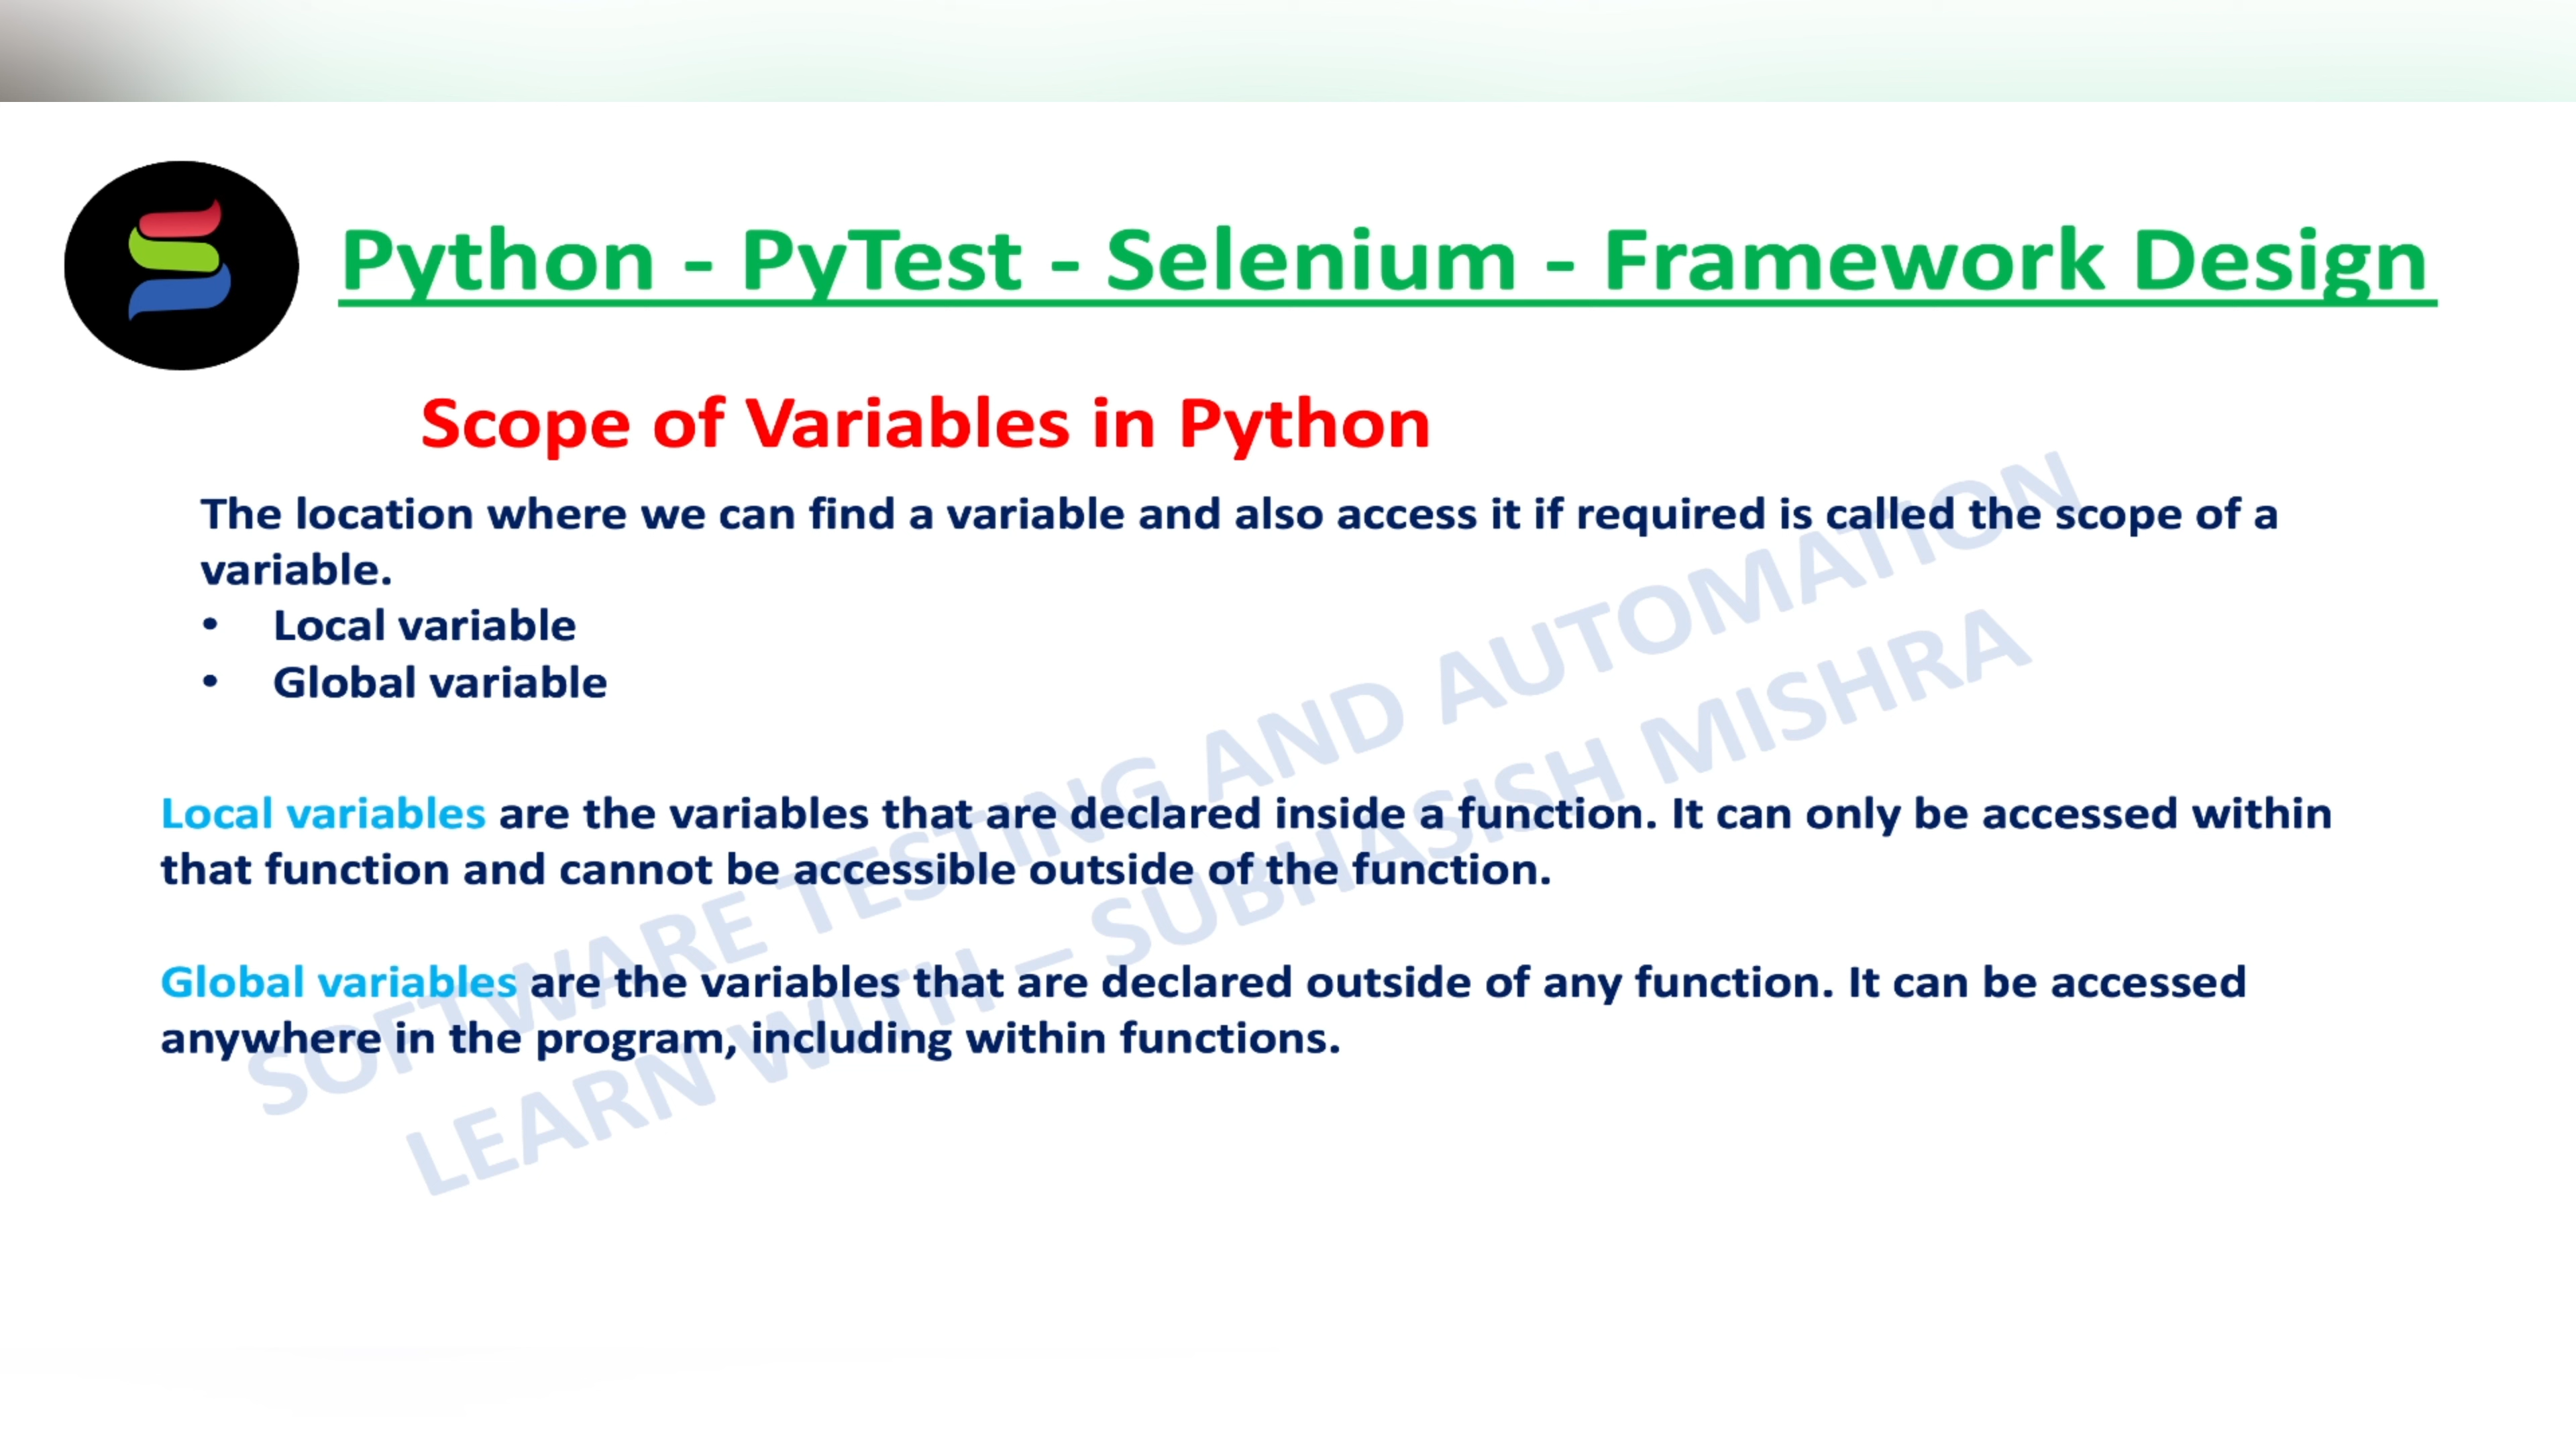 Python - PyTest - Selenium - Framework Design
Scope of Variables in Python
The location where we can find a variable and also access it if required is called the scope of a
variable.
• Local variable
• Global variable
Local variables are the variables that are declared inside a function. It can only be accessed within
that function and cannot be accessible outside of the function.
Global variables are the variables that are declared outside of any function. It can be accessed
anywhere in the program, including within functions.
SOFTWARE TESTING AND AUTOMATION
LEARN WITH – SUBHASISH MISHRA